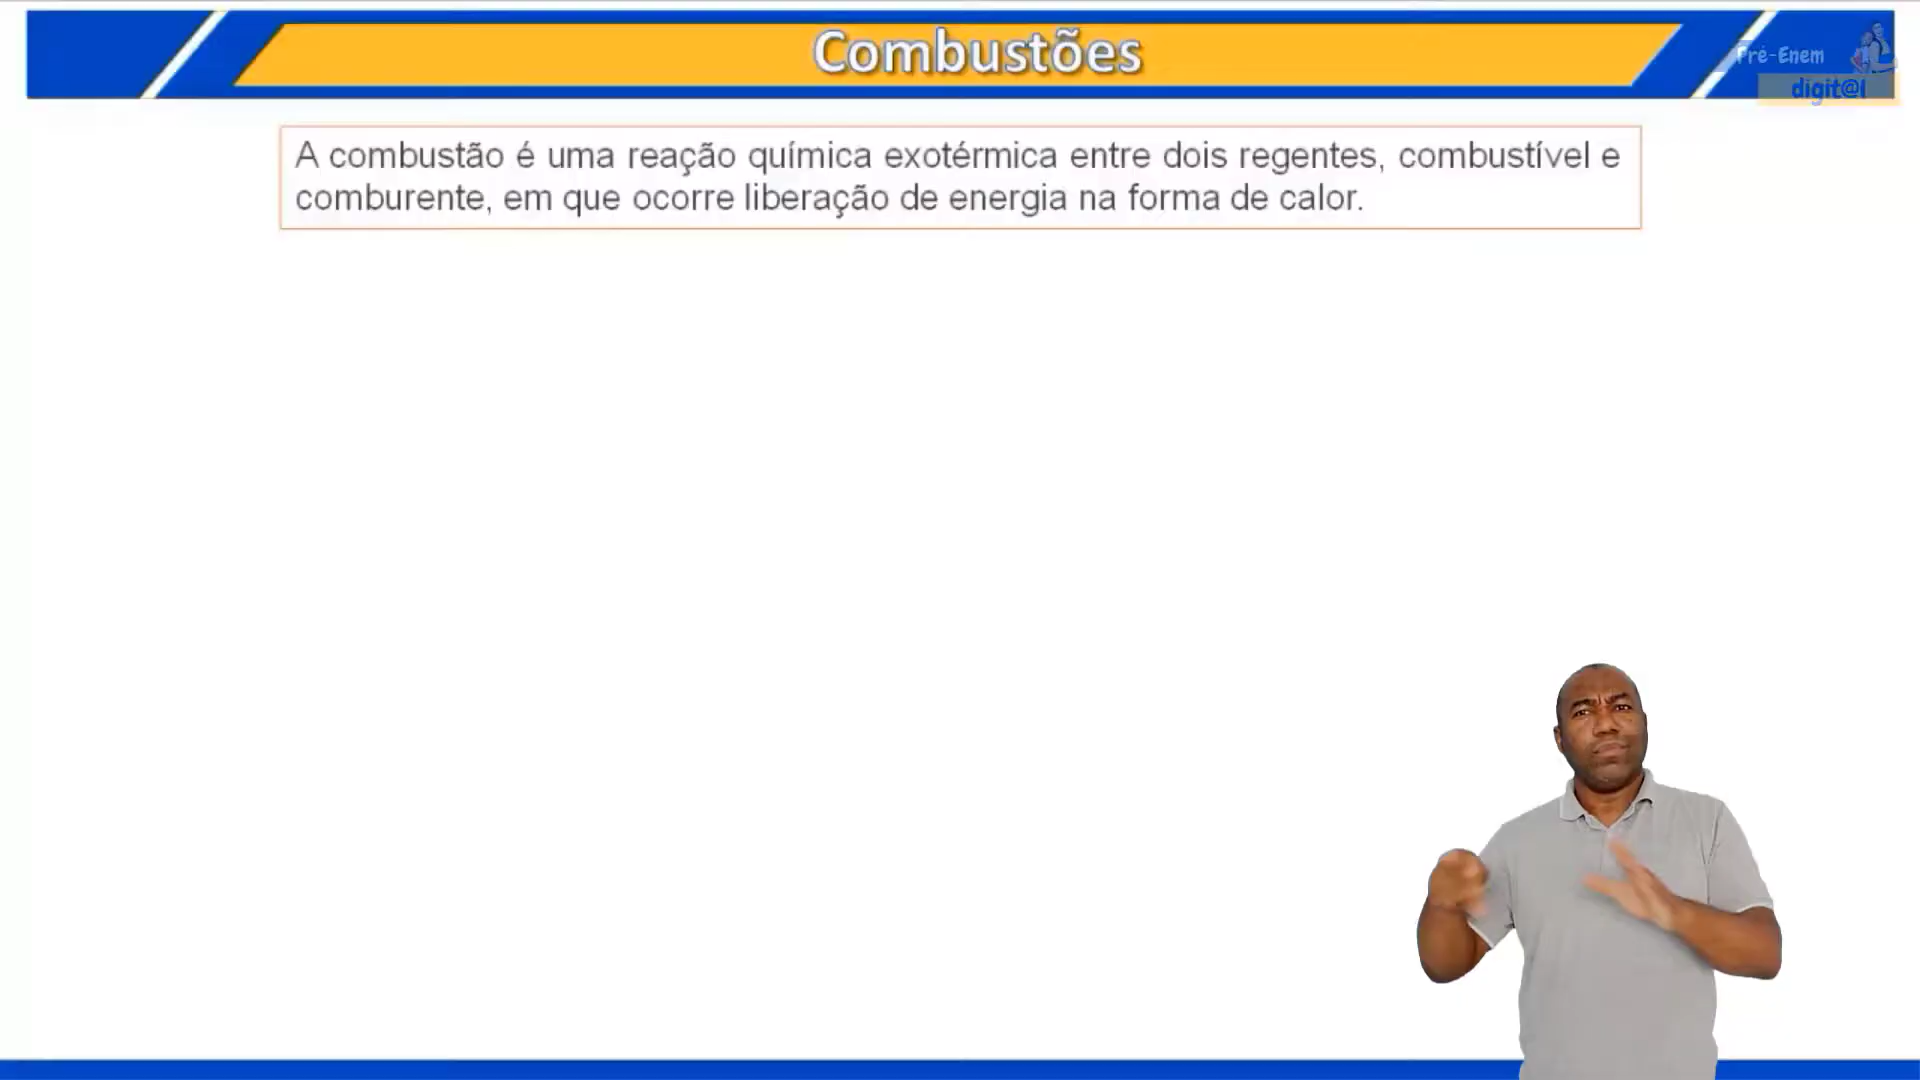 Combustões
Pré-Enem
digit@l
A combustão é uma reação química exotérmica entre dois regentes, combustível e
comburente, em que ocorre liberação de energia na forma de calor.